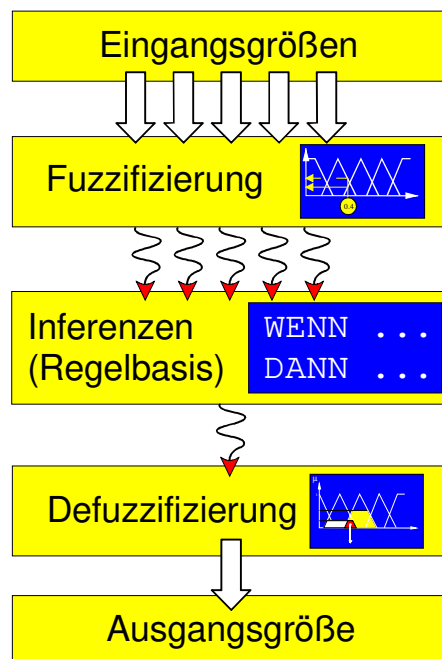 Eingangsgrößen
Fuzzifizierung
0.4
Inferenzen
(Regelbasis)
WENN ...
DANN ...
Defuzzifizierung
μ
Ausgangsgröße